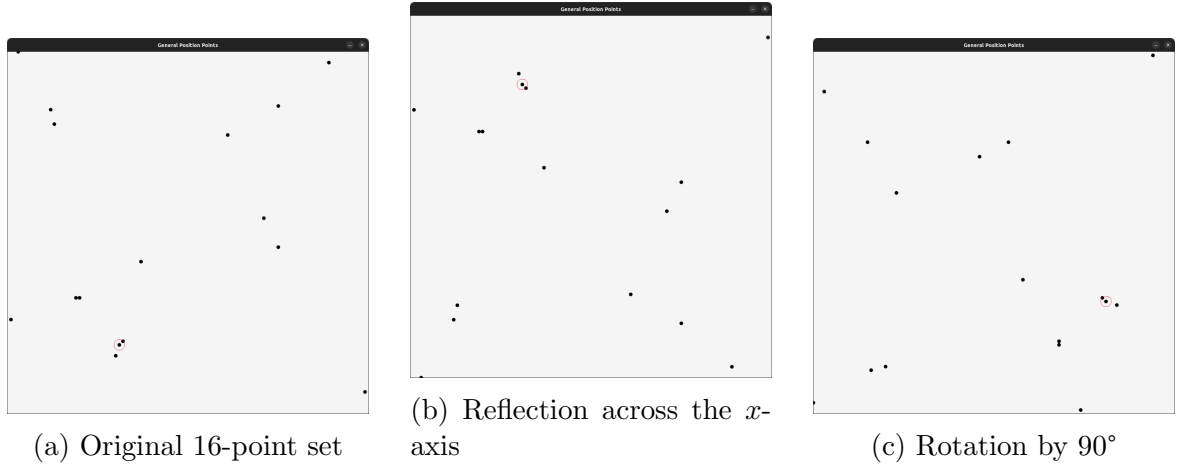 General Position Points
General Position Points
General Position Points
(a) Original 16-point set
(b) Reflection across the x-
axis
(c) Rotation by 90°